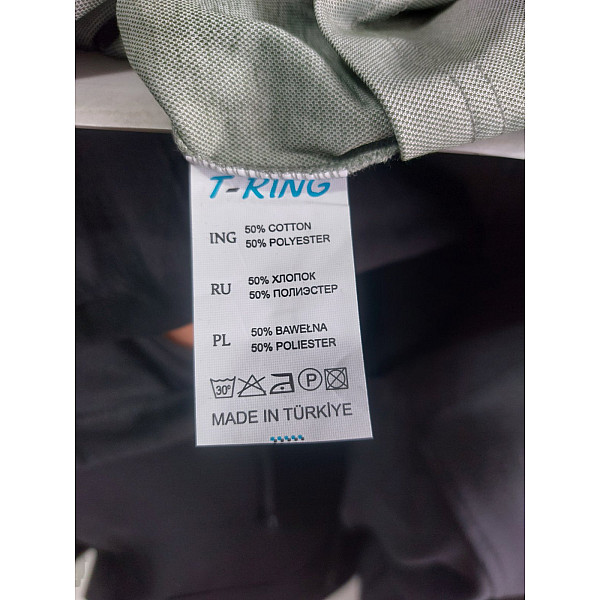 T-RING
ING 50% COTTON
50% POLYESTER
RU 50% ХЛОПОК
50% ПОЛИЭСТЕР
PL 50% BAWEŁNA
50% POLIESTER
30° P
MADE IN TÜRKİYE